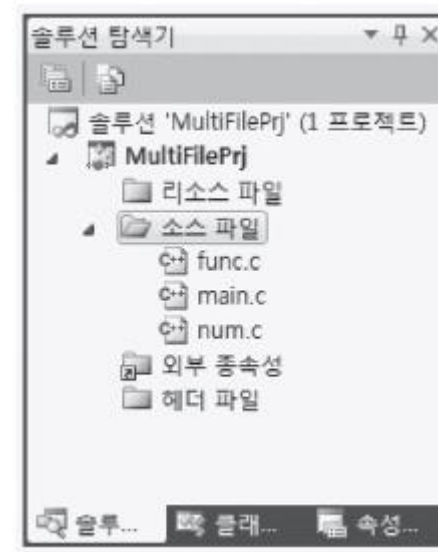 솔루션 탐색기
솔루션 'MultiFilePrj' (1 프로젝트)
MultiFilePrj
리소스 파일
소스 파일
func.c
main.c
num.c
외부 종속성
헤더 파일
솔루... 클래... 속성...